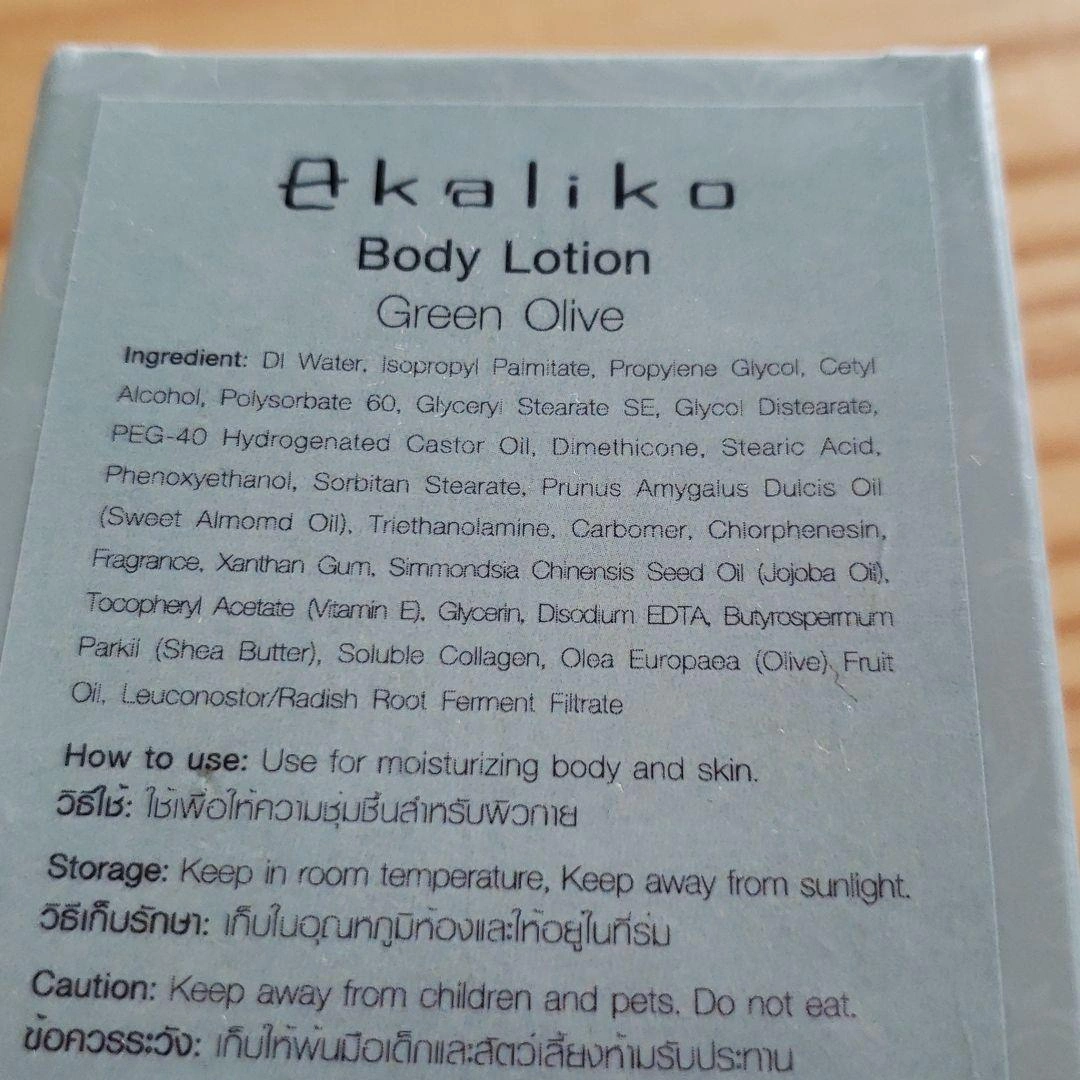 kaliko
Body Lotion
Green Olive
Ingredient: DI Water, Isopropyl Palmitate, Propylene Glycol, Cetyl
Alcohol, Polysorbate 60, Glyceryl Stearate SE, Glycol Distearate,
PEG-40 Hydrogenated Castor Oil, Dimethicone, Stearic Acid,
Phenoxyethanol, Sorbitan Stearate, Prunus Amygalus Dulcis Oil
(Sweet Almomd Oil), Triethanolamine, Carbomer, Chlorphenesin,
Fragrance, Xanthan Gum, Simmondsia Chinensis Seed Oil (Jojoba Oil),
Tocopheryl Acetate (Vitamin E), Glycerin, Disodium EDTA, Butyrospermum
Parkii (Shea Butter), Soluble Collagen, Olea Europaea (Olive) Fruit
Oil, Leuconostor/Radish Root Ferment Filtrate
How to use: Use for moisturizing body and skin.
วิธีใช้: ใช้เพื่อให้ความชุ่มชื้นสำหรับผิวกาย
Storage: Keep in room temperature, Keep away from sunlight.
วิธีเก็บรักษา: เก็บในอุณหภูมิห้องและให้อยู่ในที่ร่ม
Caution: Keep away from children and pets. Do not eat.
ข้อควรระวัง: เก็บให้พ้นมือเด็กและสัตว์เลี้ยงห้ามรับประทาน